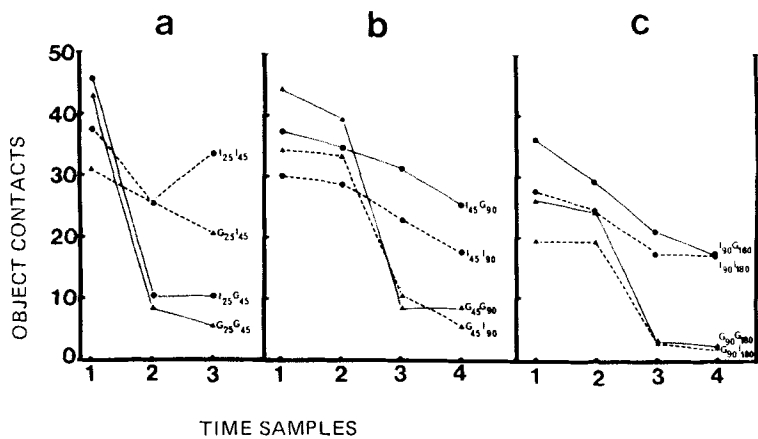 a b c
50
40
30
20
10
0
OBJECT CONTACTS
I25I45
G25I45
I25G45
G25G45
I45G90
I45I90
G45G90
G45I90
I90G180
I90I180
G90G180
G90I180
1 2 3 1 2 3 4 1 2 3 4
TIME SAMPLES